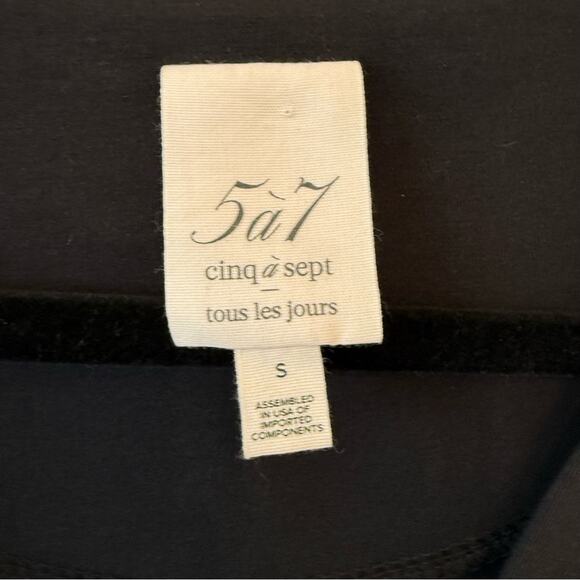 5à7
cinq à sept
tous les jours
S
ASSEMBLED
IN USA OF
IMPORTED
COMPONENTS